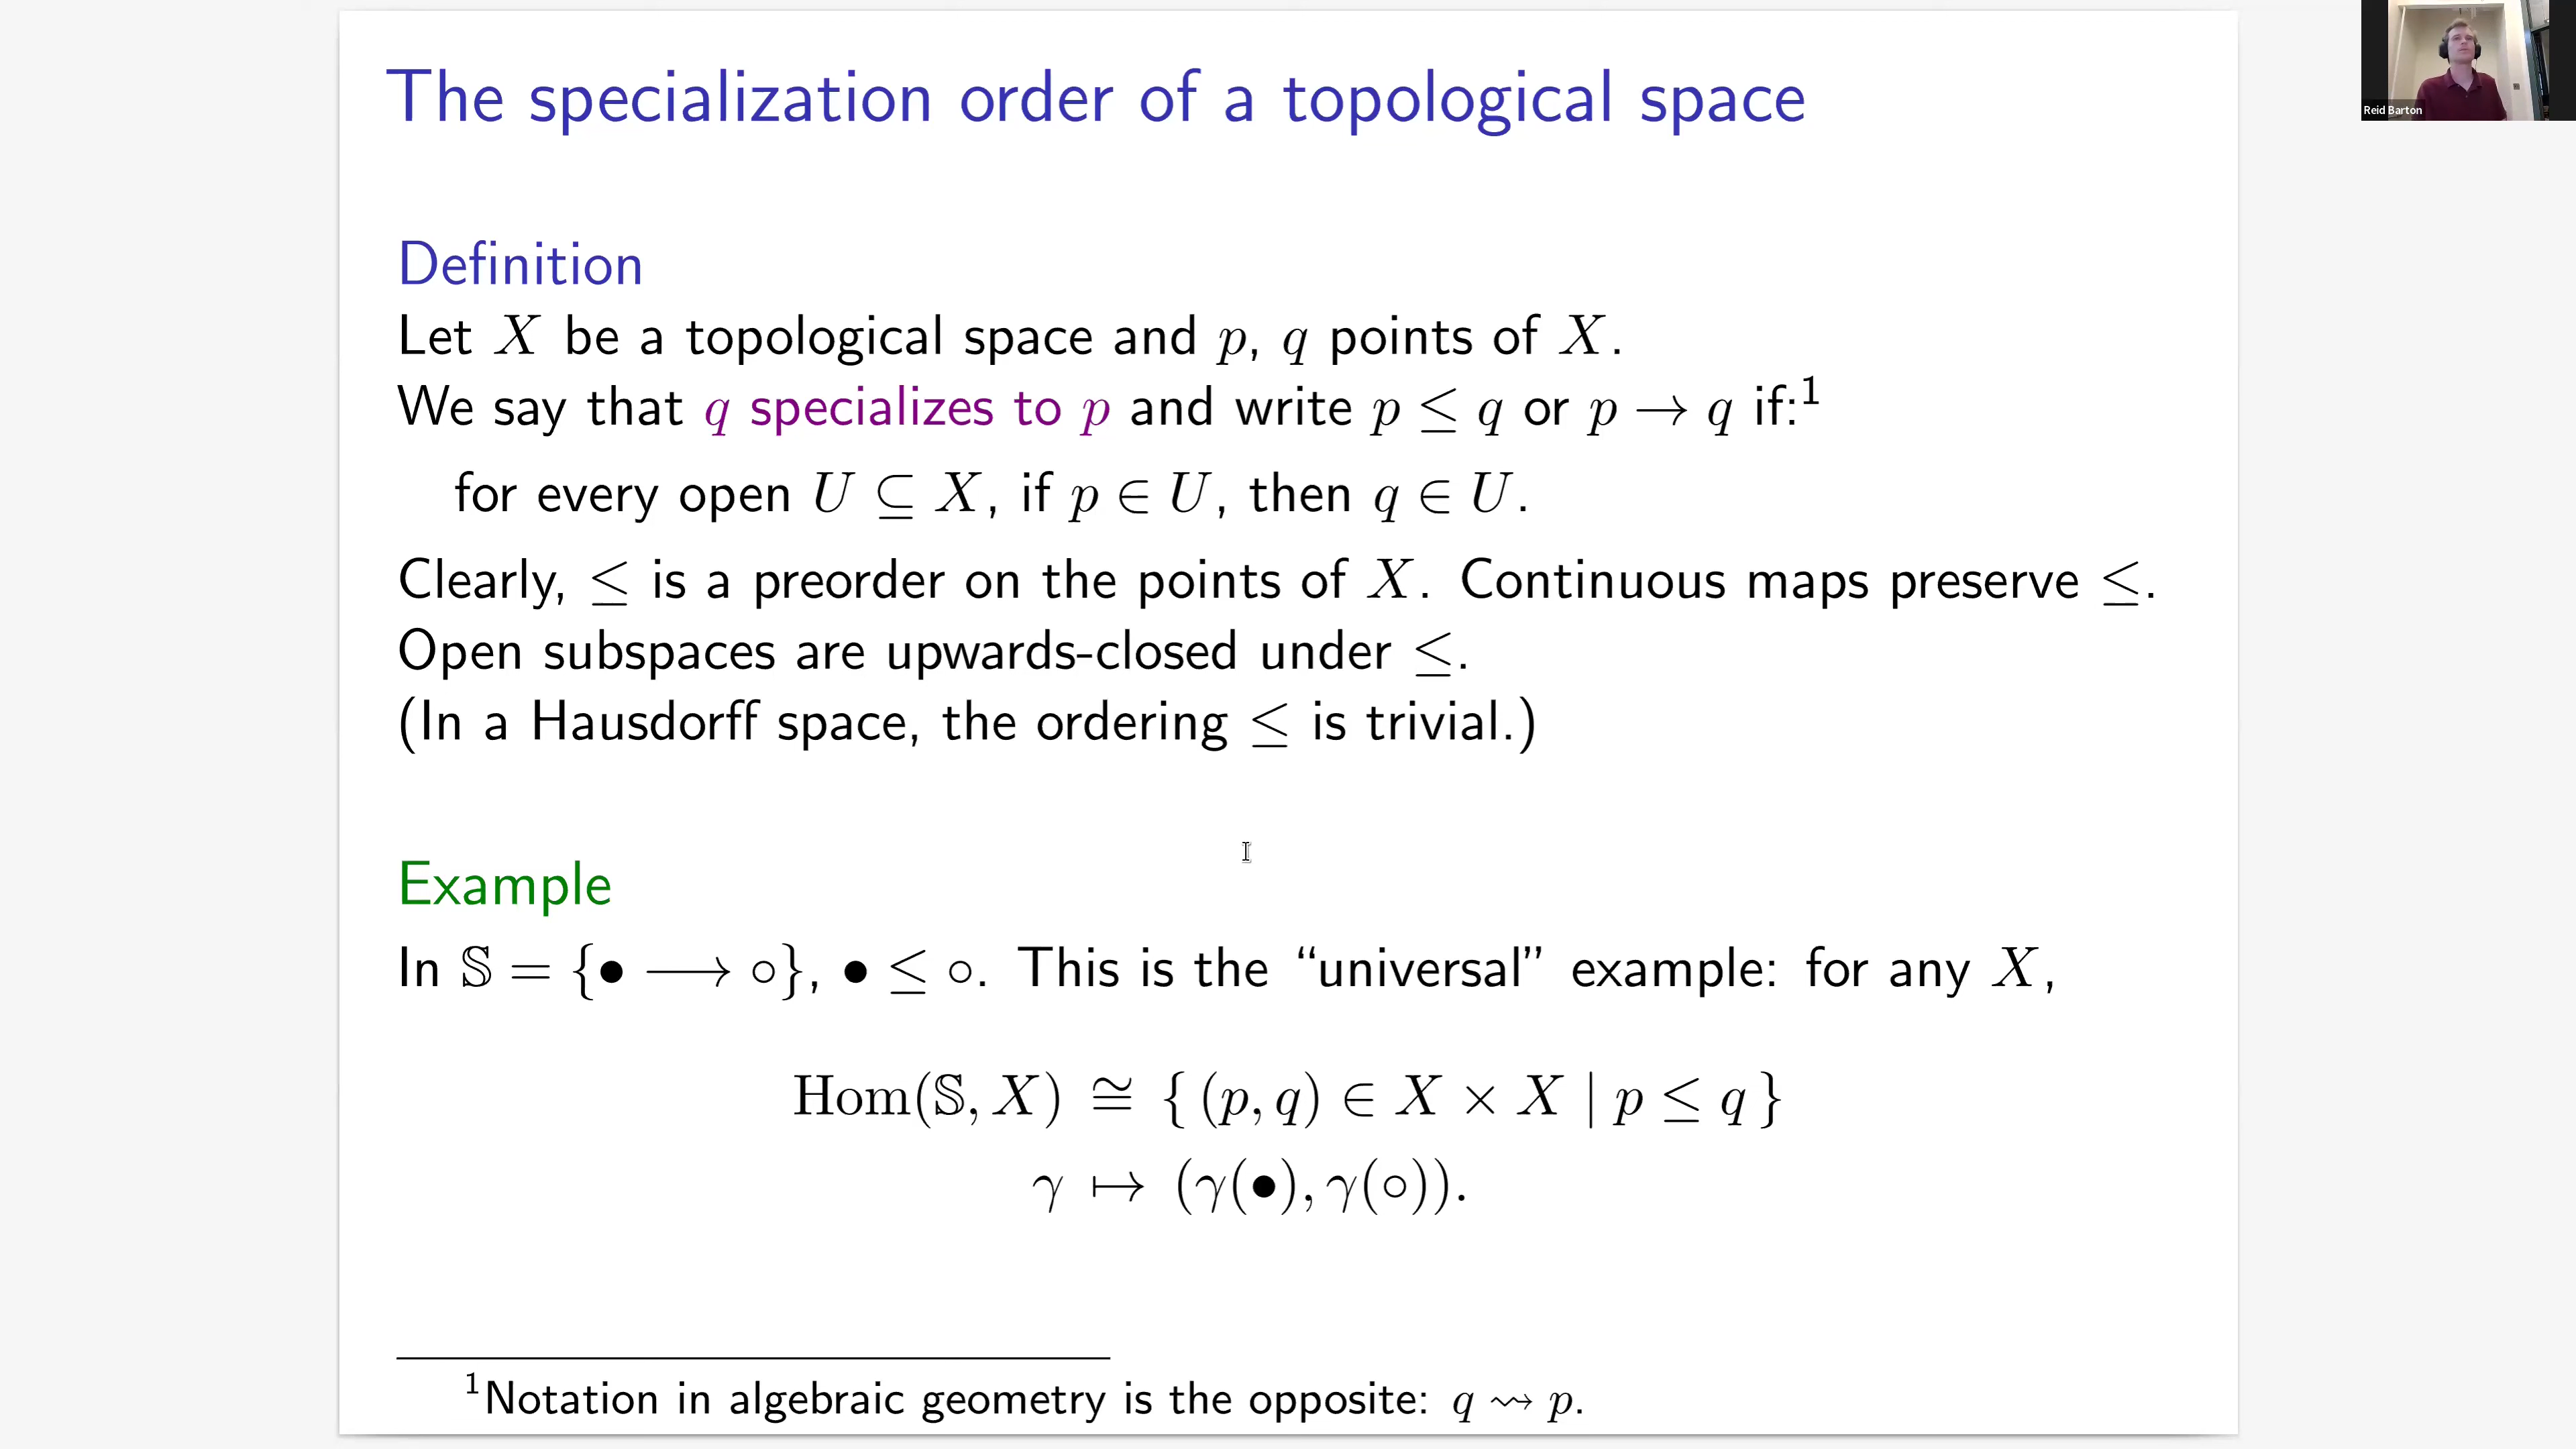 The specialization order of a topological space
Reid Barton
Definition
Let X be a topological space and p, q points of X.
We say that q specializes to p and write p ≤ q or p → q if:¹
for every open U ⊆ X, if p ∈ U, then q ∈ U.
Clearly, ≤ is a preorder on the points of X. Continuous maps preserve ≤.
Open subspaces are upwards-closed under ≤.
(In a Hausdorff space, the ordering ≤ is trivial.)
Example
In 𝕊 = {• ⟶ ∘}, • ≤ ∘. This is the “universal” example: for any X,
Hom(𝕊, X) ≅ { (p, q) ∈ X × X | p ≤ q }
γ ↦ (γ(•), γ(∘)).
¹Notation in algebraic geometry is the opposite: q ⇝ p.